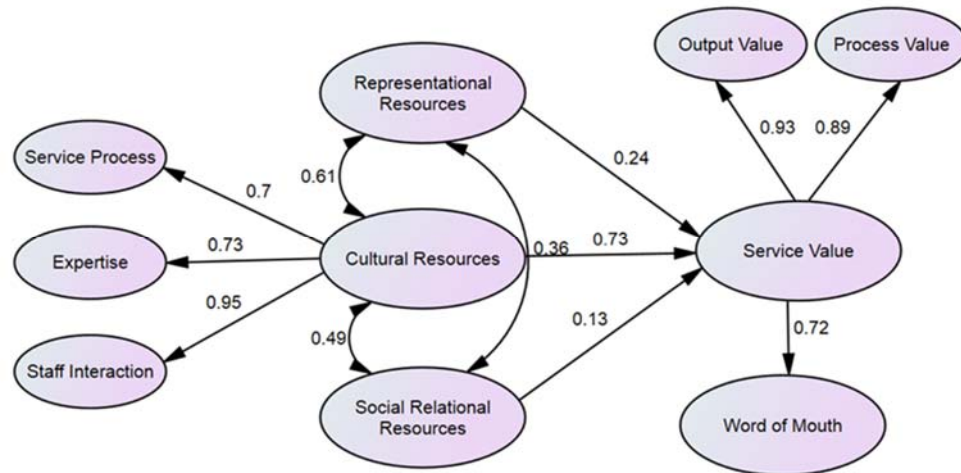 Output Value
Process Value
Representational
Resources
0.93
0.89
Service Process
0.24
0.61
0.7
Expertise
0.73
Cultural Resources
0.36
0.73
Service Value
0.95
0.49
0.13
0.72
Staff Interaction
Social Relational
Resources
Word of Mouth